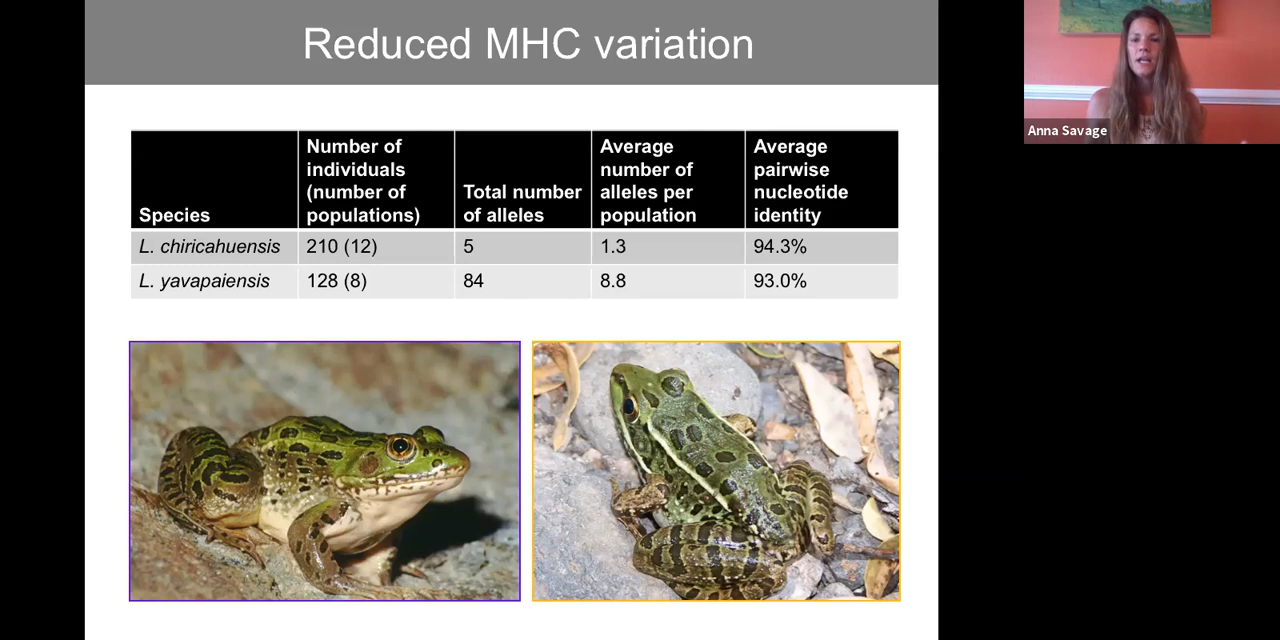 Reduced MHC variation
Anna Savage
Species
Number of
individuals
(number of
populations)
Total number
of alleles
Average
number of
alleles per
population
Average
pairwise
nucleotide
identity
L. chiricahuensis 210 (12) 5 1.3 94.3%
L. yavapaiensis 128 (8) 84 8.8 93.0%